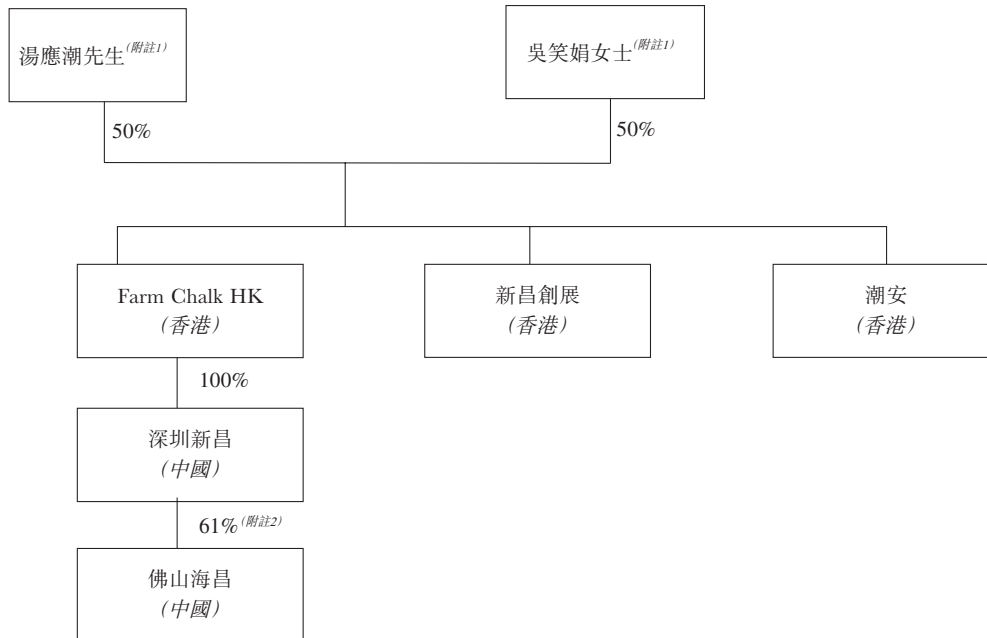 湯應潮先生(附註1)
吳笑娟女士(附註1)
50%
50%
Farm Chalk HK
(香港)
新昌創展
(香港)
潮安
(香港)
100%
深圳新昌
(中國)
61%(附註2)
佛山海昌
(中國)